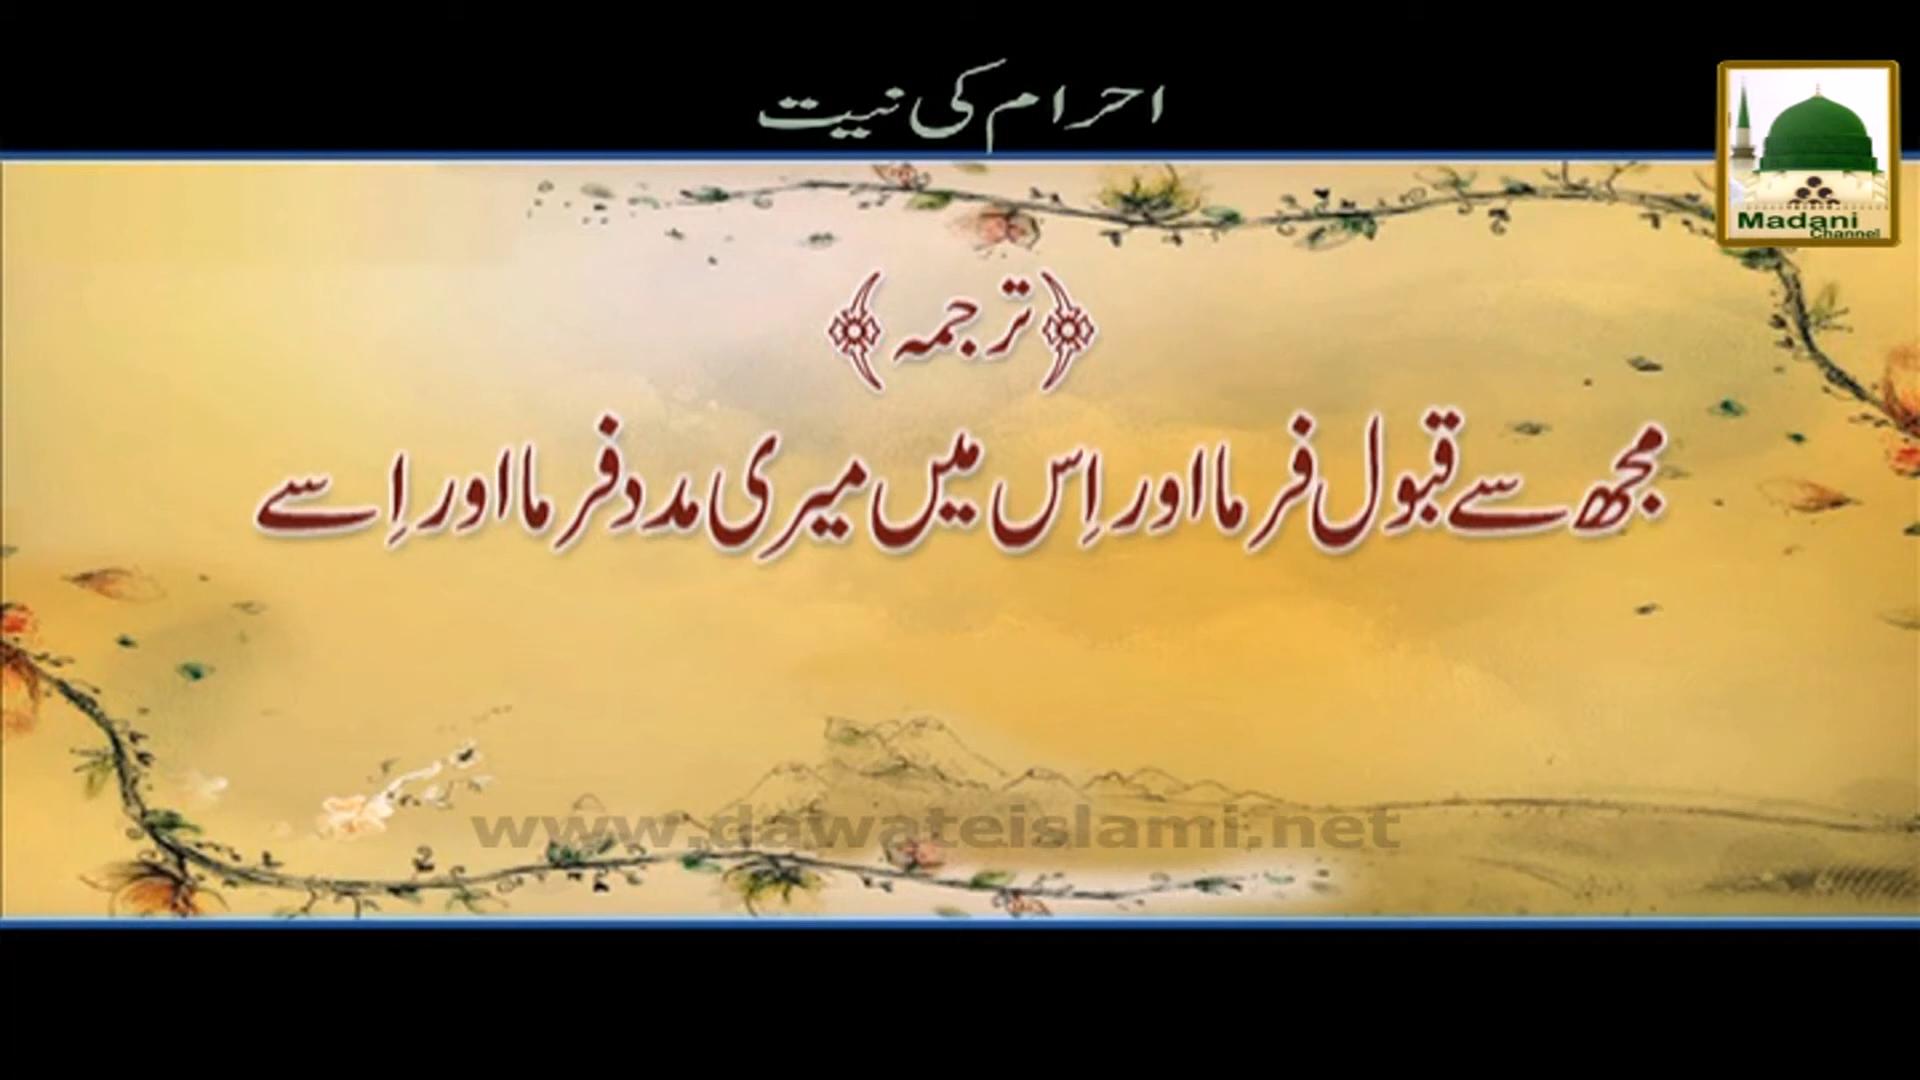 احرام کی نیت
Madani
Channel
﴿ترجمہ﴾
مجھ سے قبول فرما اور اِس میں میری مدد فرما اور اِسے
www.dawateislami.net